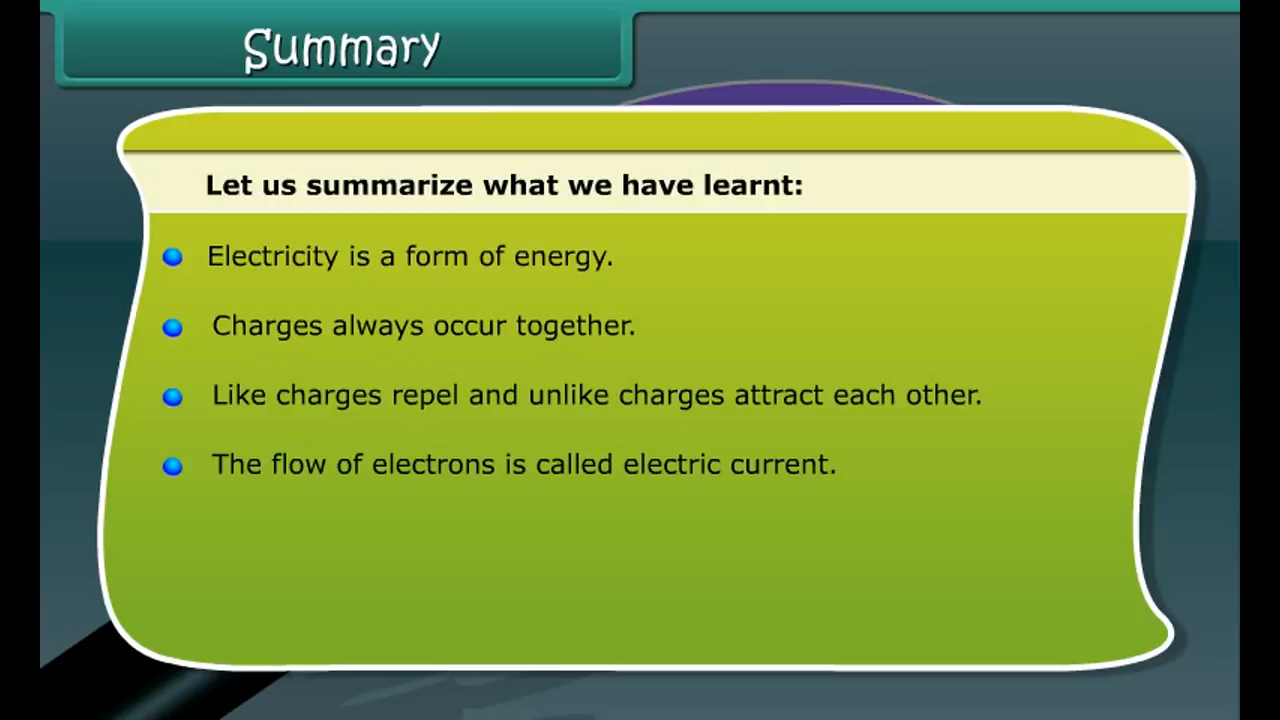 Summary
Let us summarize what we have learnt:
Electricity is a form of energy.
Charges always occur together.
Like charges repel and unlike charges attract each other.
The flow of electrons is called electric current.